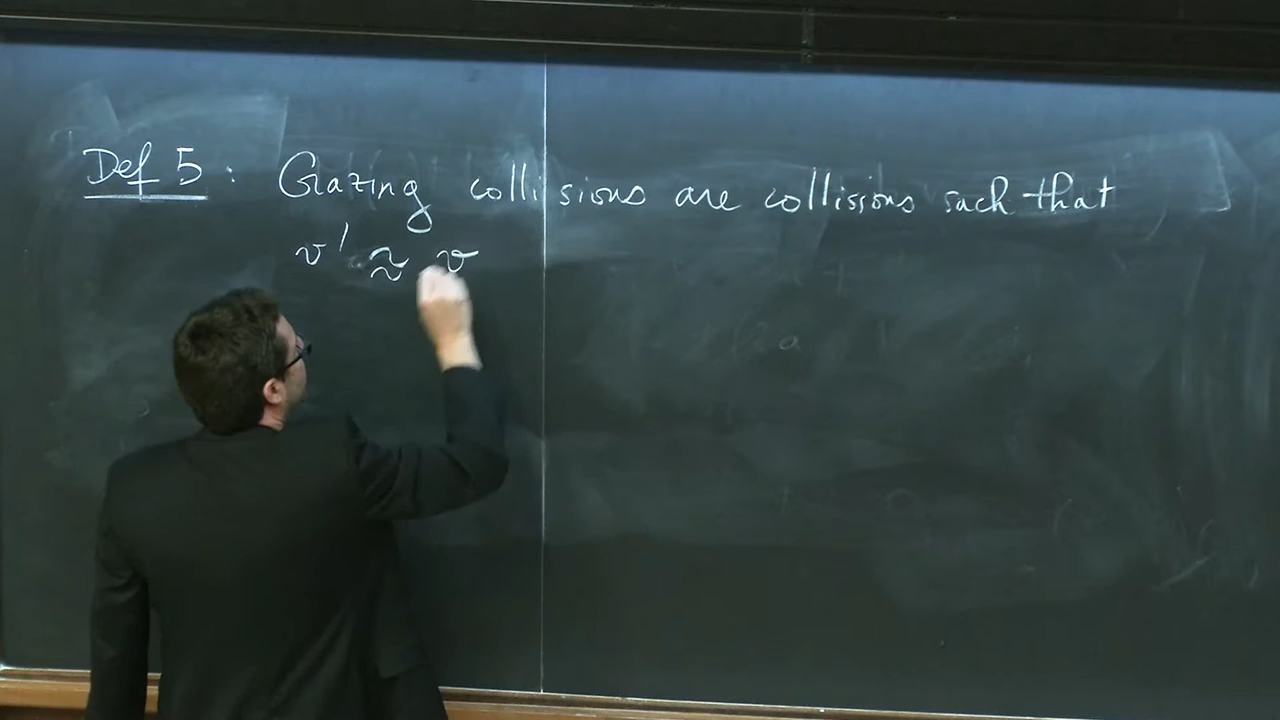 Def 5 : Grazing collisions are collisions such that
v' ≈ v